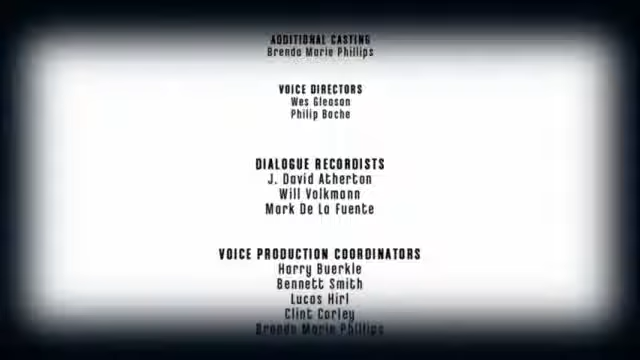 ADDITIONAL CASTING
Brenda Marie Phillips
VOICE DIRECTORS
Wes Gleason
Philip Bache
DIALOGUE RECORDISTS
J. David Atherton
Will Volkmann
Mark De La Fuente
VOICE PRODUCTION COORDINATORS
Harry Buerkle
Bennett Smith
Lucas Hirl
Clint Corley
Brenda Marie Phillips